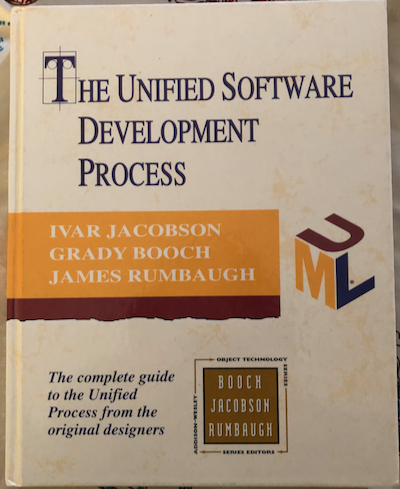 THE UNIFIED SOFTWARE
DEVELOPMENT
PROCESS
IVAR JACOBSON
GRADY BOOCH
JAMES RUMBAUGH
UML
The complete guide
to the Unified
Process from the
original designers
OBJECT TECHNOLOGY
SERIES
ADDISON-WESLEY
BOOCH
JACOBSON
RUMBAUGH
SERIES EDITORS